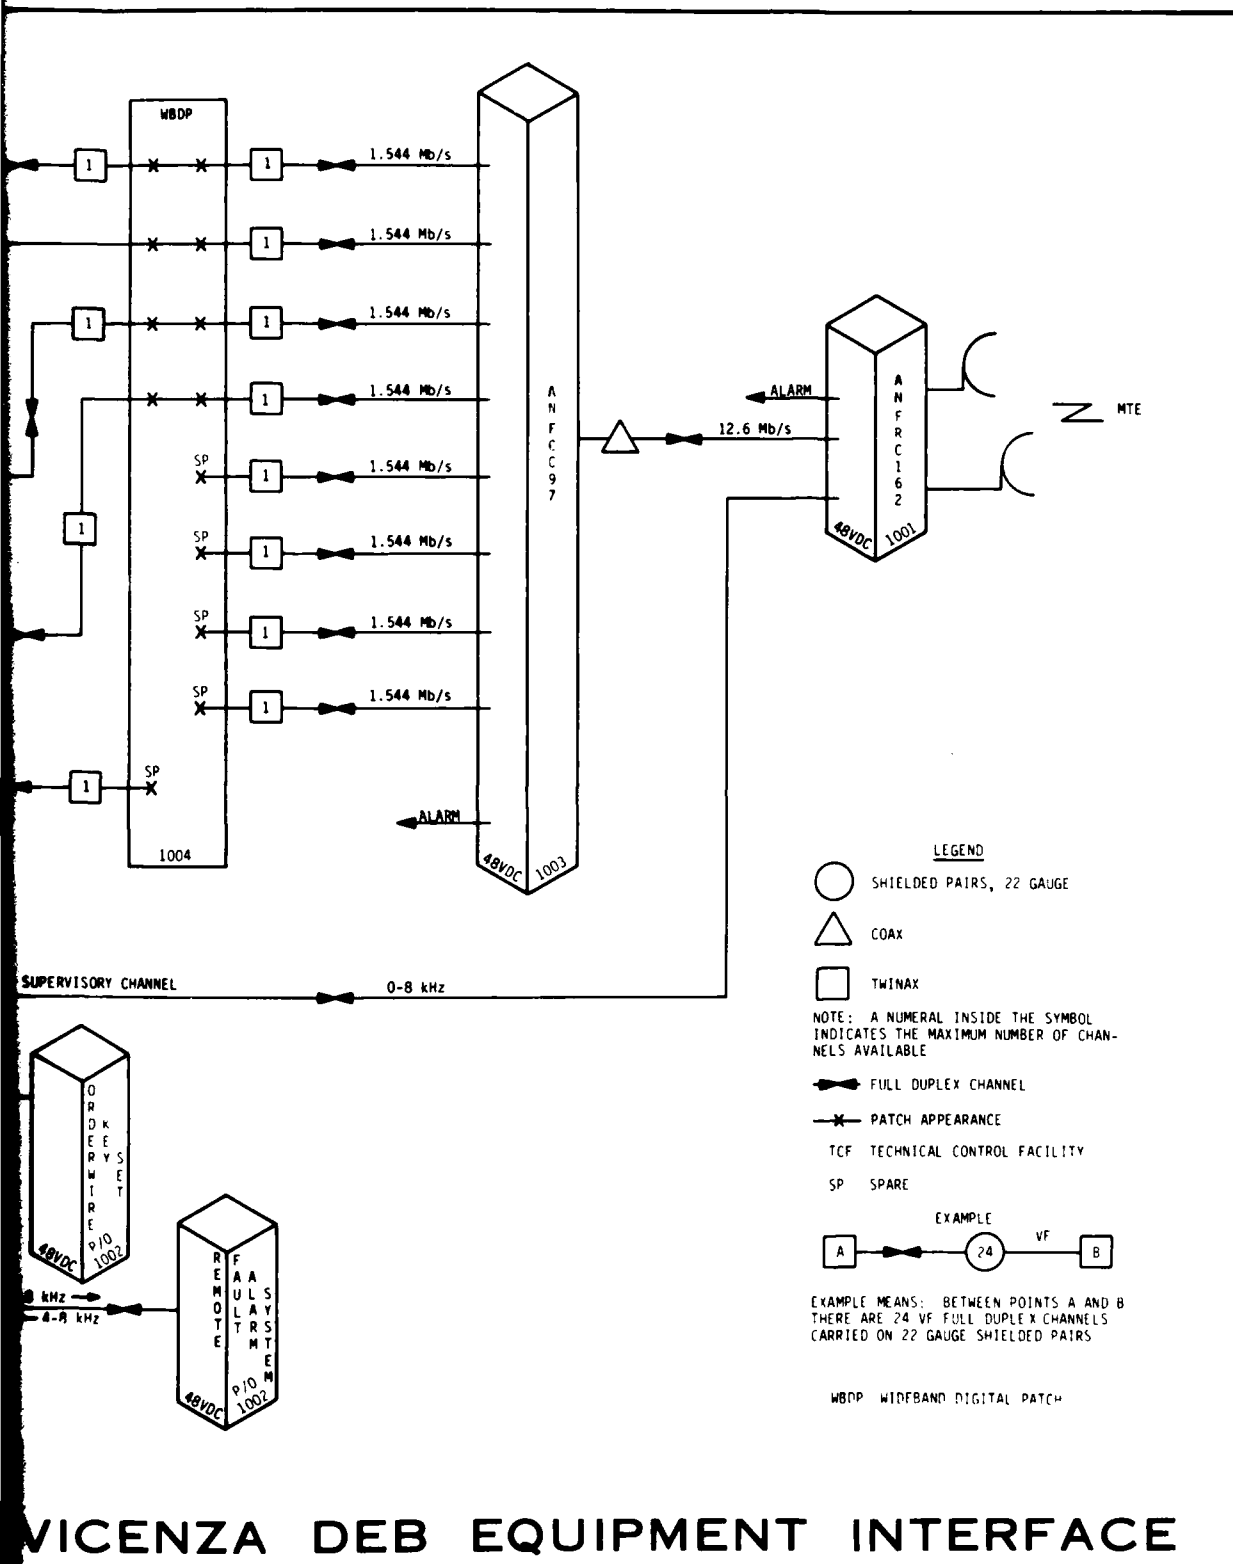 WBDP
1 1 1.544 Mb/s
1 1.544 Mb/s
1 1 1.544 Mb/s
1 1.544 Mb/s
SP 1 1.544 Mb/s
1
SP 1 1.544 Mb/s
SP 1 1.544 Mb/s
SP 1 1.544 Mb/s
1 SP
1004
ALARM
ANFCC97
48VDC 1003
12.6 Mb/s
ALARM
ANFRC162
48VDC 1001
MTE
SUPERVISORY CHANNEL 0-8 kHz
ORDERWIRE KEY SET
48VDC P/O 1002
kHz
4-8 kHz
REMOTE FAULT ALARM SYSTEM
48VDC P/O 1002
LEGEND
SHIELDED PAIRS, 22 GAUGE
COAX
TWINAX
NOTE: A NUMERAL INSIDE THE SYMBOL
INDICATES THE MAXIMUM NUMBER OF CHAN-
NELS AVAILABLE
FULL DUPLEX CHANNEL
PATCH APPEARANCE
TCF TECHNICAL CONTROL FACILITY
SP SPARE
EXAMPLE
A 24 VF B
EXAMPLE MEANS: BETWEEN POINTS A AND B
THERE ARE 24 VF FULL DUPLEX CHANNELS
CARRIED ON 22 GAUGE SHIELDED PAIRS
WBDP WIDEBAND DIGITAL PATCH
VICENZA DEB EQUIPMENT INTERFACE